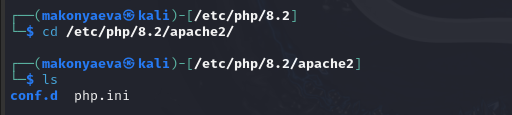 ┌──(makonyaeva㉿kali)-[/etc/php/8.2]
└─$ cd /etc/php/8.2/apache2/
┌──(makonyaeva㉿kali)-[/etc/php/8.2/apache2]
└─$ ls
conf.d  php.ini